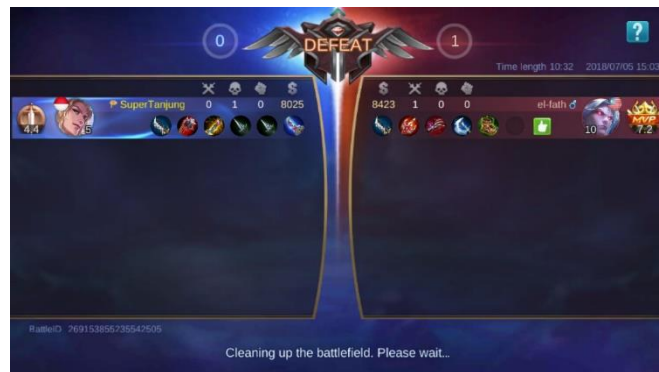 0 DEFEAT 1
?
Time length 10:32 2018/07/05 15:03
$ $
4.4 5 SuperTanjung 0 1 0 8025
8423 1 0 0 el-fath ♂ 10 MVP 7.2
BattleID 269153855235542505
Cleaning up the battlefield. Please wait...